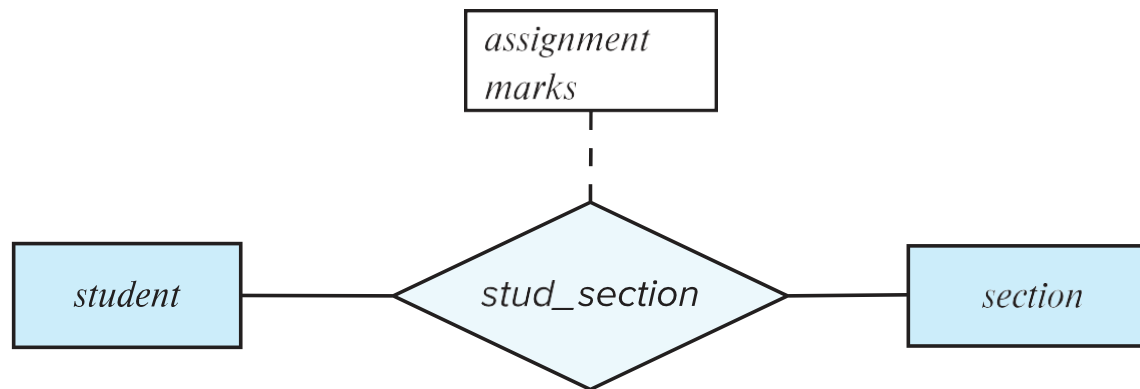 assignment
marks
student
stud_section
section